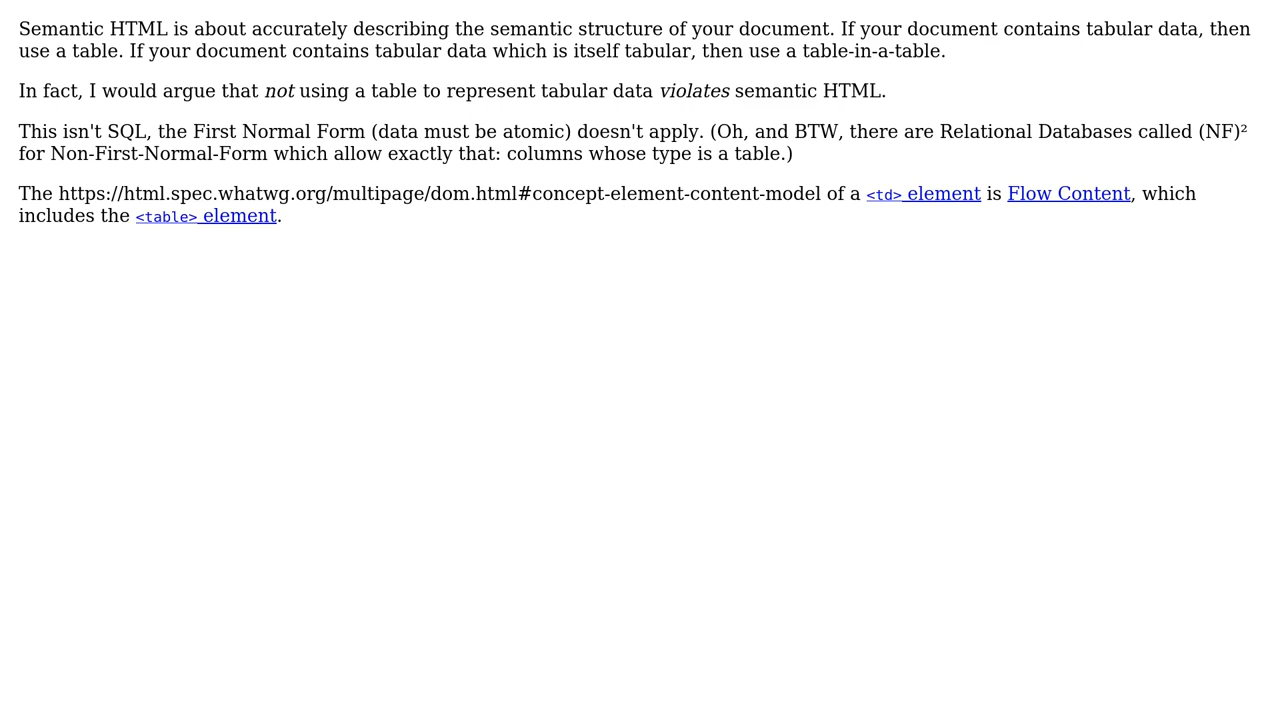 Semantic HTML is about accurately describing the semantic structure of your document. If your document contains tabular data, then
use a table. If your document contains tabular data which is itself tabular, then use a table-in-a-table.
In fact, I would argue that not using a table to represent tabular data violates semantic HTML.
This isn't SQL, the First Normal Form (data must be atomic) doesn't apply. (Oh, and BTW, there are Relational Databases called (NF)²
for Non-First-Normal-Form which allow exactly that: columns whose type is a table.)
The https://html.spec.whatwg.org/multipage/dom.html#concept-element-content-model of a <td> element is Flow Content, which
includes the <table> element.